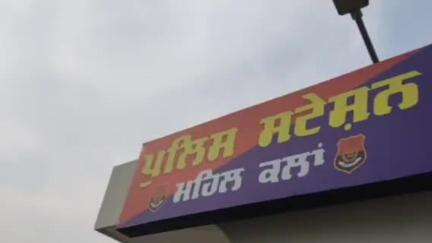 ਪੁਲਿਸ ਸਟੇਸ਼ਨ
ਮਹਿਲ ਕਲਾਂ